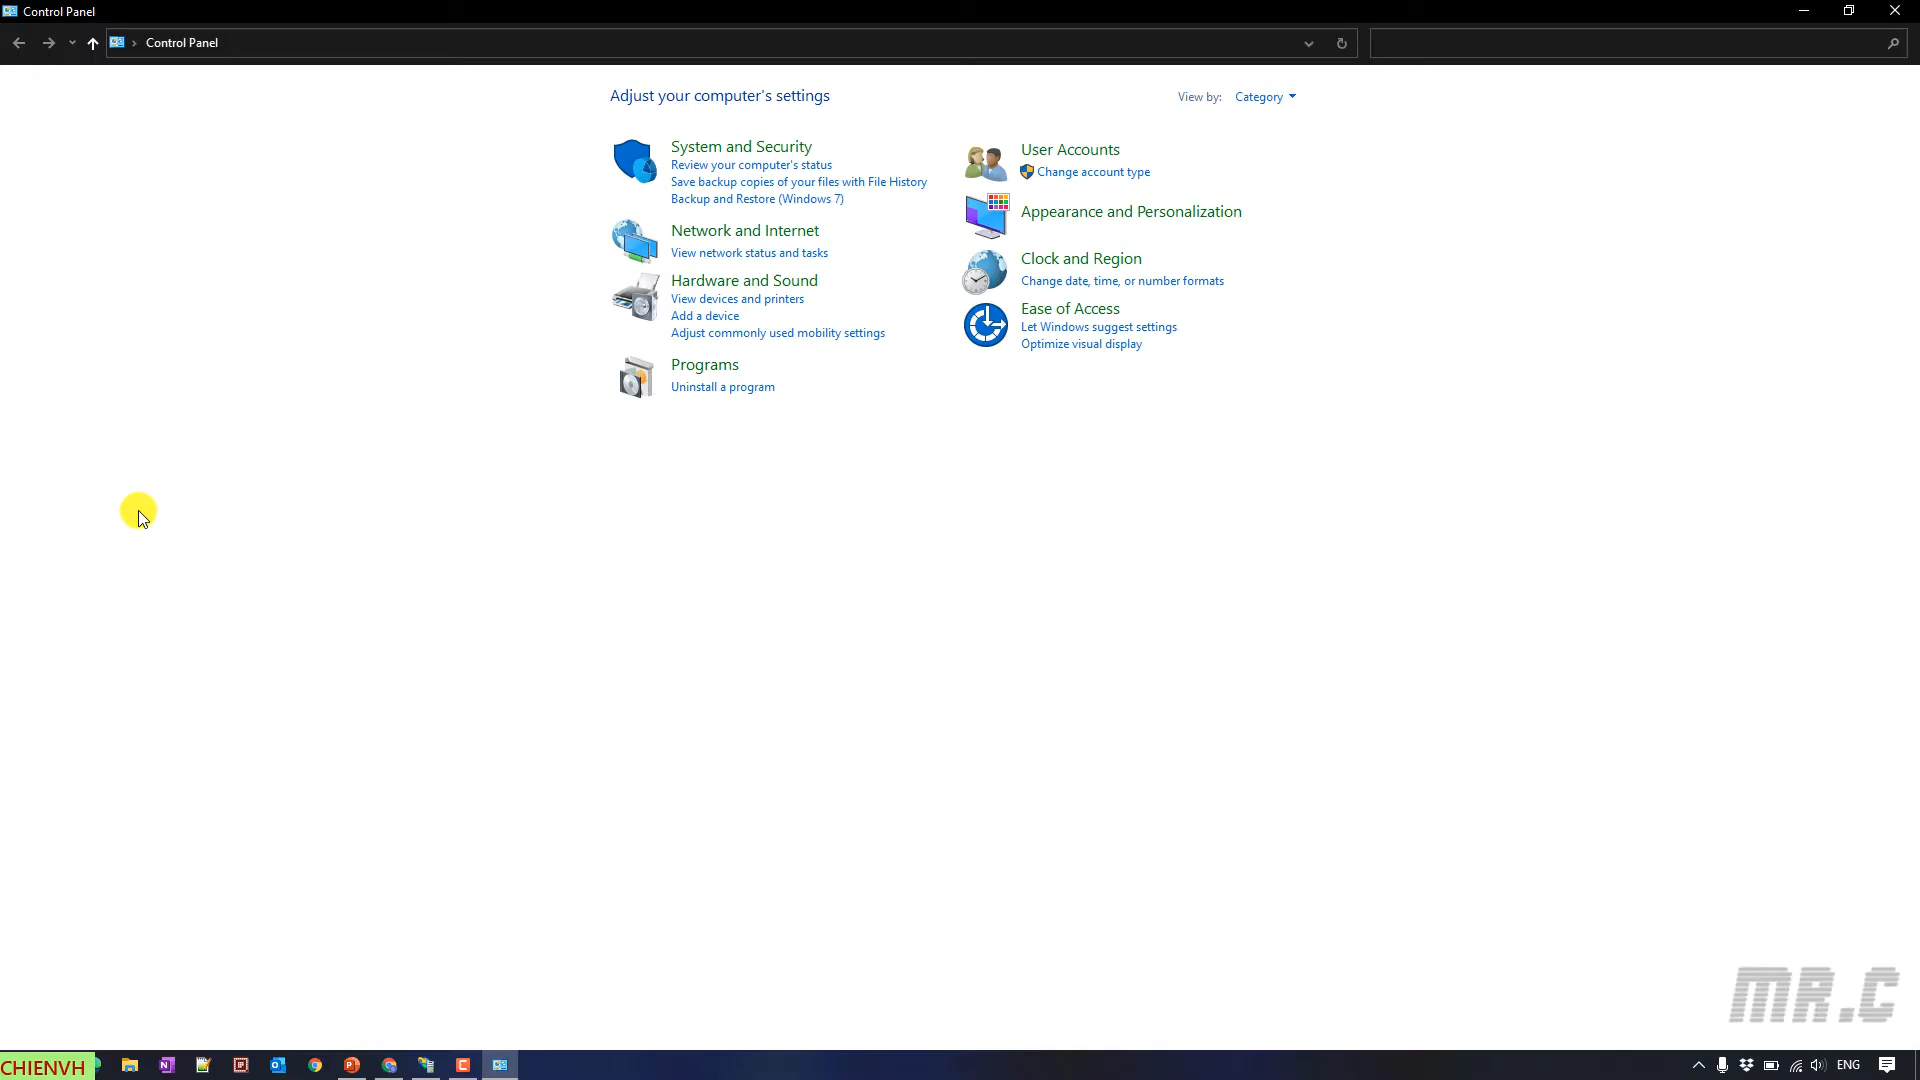 Control Panel
Control Panel
Adjust your computer's settings
View by: Category
System and Security
Review your computer's status
Save backup copies of your files with File History
Backup and Restore (Windows 7)
Network and Internet
View network status and tasks
Hardware and Sound
View devices and printers
Add a device
Adjust commonly used mobility settings
Programs
Uninstall a program
User Accounts
Change account type
Appearance and Personalization
Clock and Region
Change date, time, or number formats
Ease of Access
Let Windows suggest settings
Optimize visual display
MR.C
CHIENVH
ENG